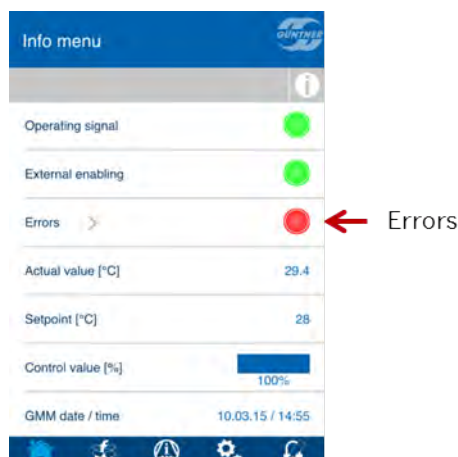 Info menu
GÜNTNER
i
Operating signal
External enabling
Errors >
Errors
Actual value [°C] 29.4
Setpoint [°C] 28
Control value [%]
100%
GMM date / time 10.03.15 / 14:55